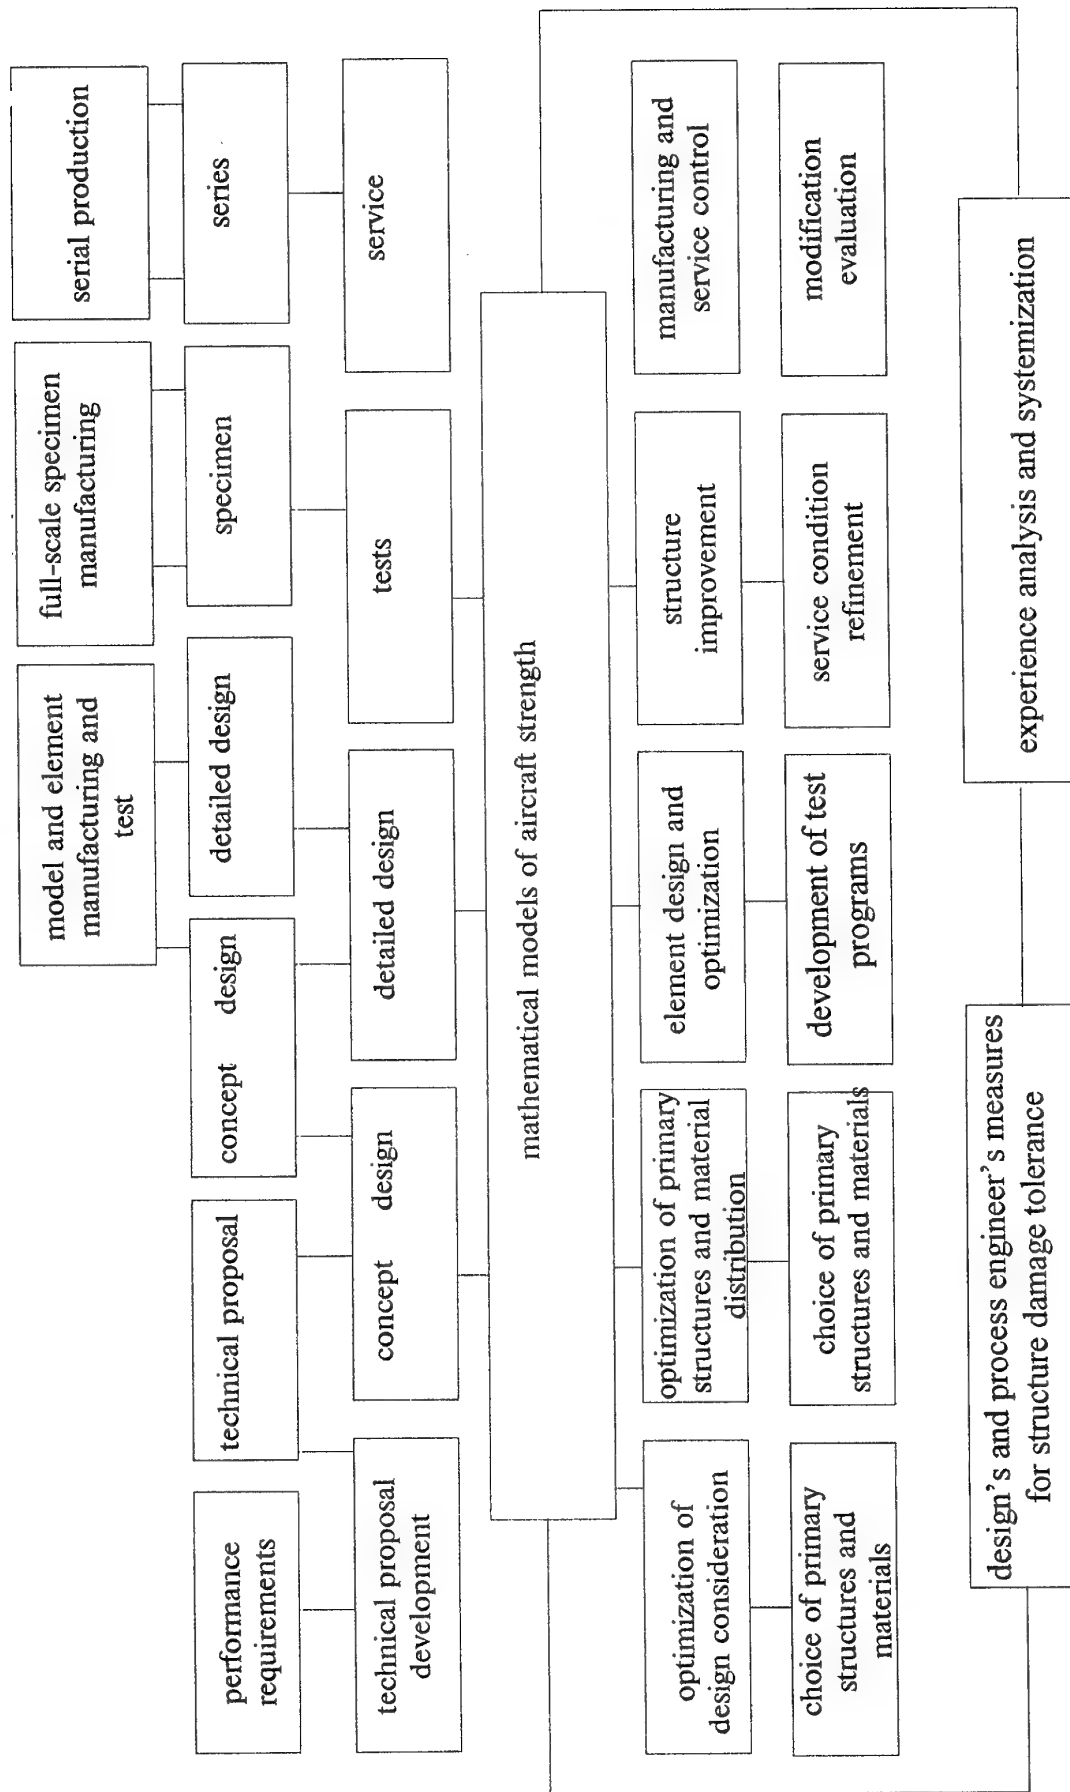 model and element
manufacturing and
test
full-scale specimen
manufacturing
serial production
performance
requirements
technical proposal
concept design
detailed design
specimen
series
technical proposal
development
concept design
detailed design
tests
service
mathematical models of aircraft strength
optimization of
design consideration
optimization of primary
structures and material
distribution
element design and
optimization
structure
improvement
manufacturing and
service control
choice of primary
structures and
materials
choice of primary
structures and materials
development of test
programs
service condition
refinement
modification
evaluation
design's and process engineer's measures
for structure damage tolerance
experience analysis and systemization